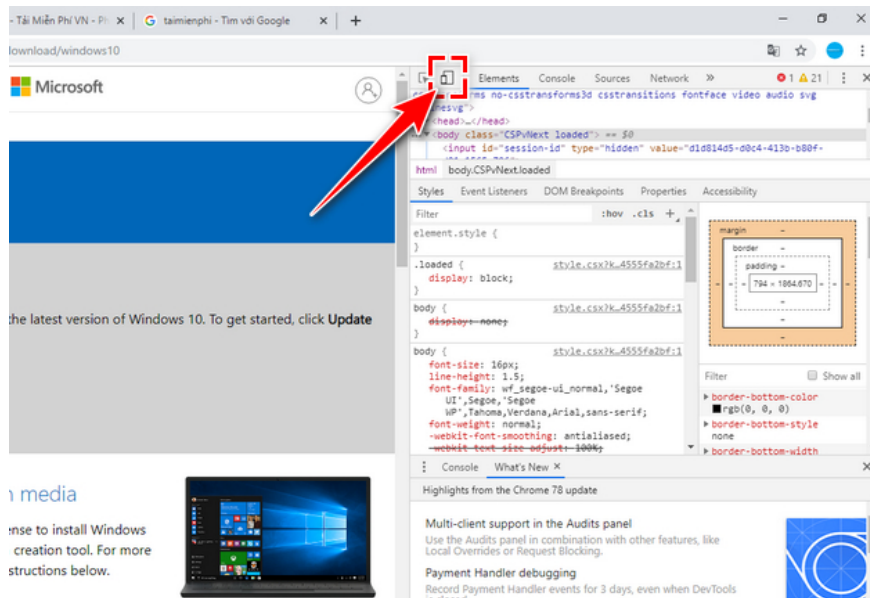 - Tải Miễn Phí VN - Ph
taimienphi - Tìm với Google
download/windows10
Microsoft
Elements Console Sources Network » 1 21
rms no-csstransforms3d csstransitions fontface video audio svg
inesvg">
<head>…</head>
<body class="CSPvNext loaded"> == $0
<input id="session-id" type="hidden" value="d1d814d5-d0c4-413b-b80f-
html body.CSPvNext.loaded
Styles Event Listeners DOM Breakpoints Properties Accessibility
Filter :hov .cls +
element.style {
}
.loaded { style.csx?k…4555fa2bf:1
display: block;
}
body { style.csx?k…4555fa2bf:1
display: none;
}
body { style.csx?k…4555fa2bf:1
font-size: 16px;
line-height: 1.5;
font-family: wf_segoe-ui_normal,'Segoe
UI',Segoe,'Segoe
WP',Tahoma,Verdana,Arial,sans-serif;
font-weight: normal;
-webkit-font-smoothing: antialiased;
-webkit-text-size-adjust: 100%;
margin -
border -
padding -
- - - 794 × 1864.670 - - -
-
-
-
Filter Show all
border-bottom-color
rgb(0, 0, 0)
border-bottom-style
none
border-bottom-width
the latest version of Windows 10. To get started, click Update
n media
ense to install Windows
creation tool. For more
structions below.
Console What's New ×
Highlights from the Chrome 78 update
Multi-client support in the Audits panel
Use the Audits panel in combination with other features, like
Local Overrides or Request Blocking.
Payment Handler debugging
Record Payment Handler events for 3 days, even when DevTools